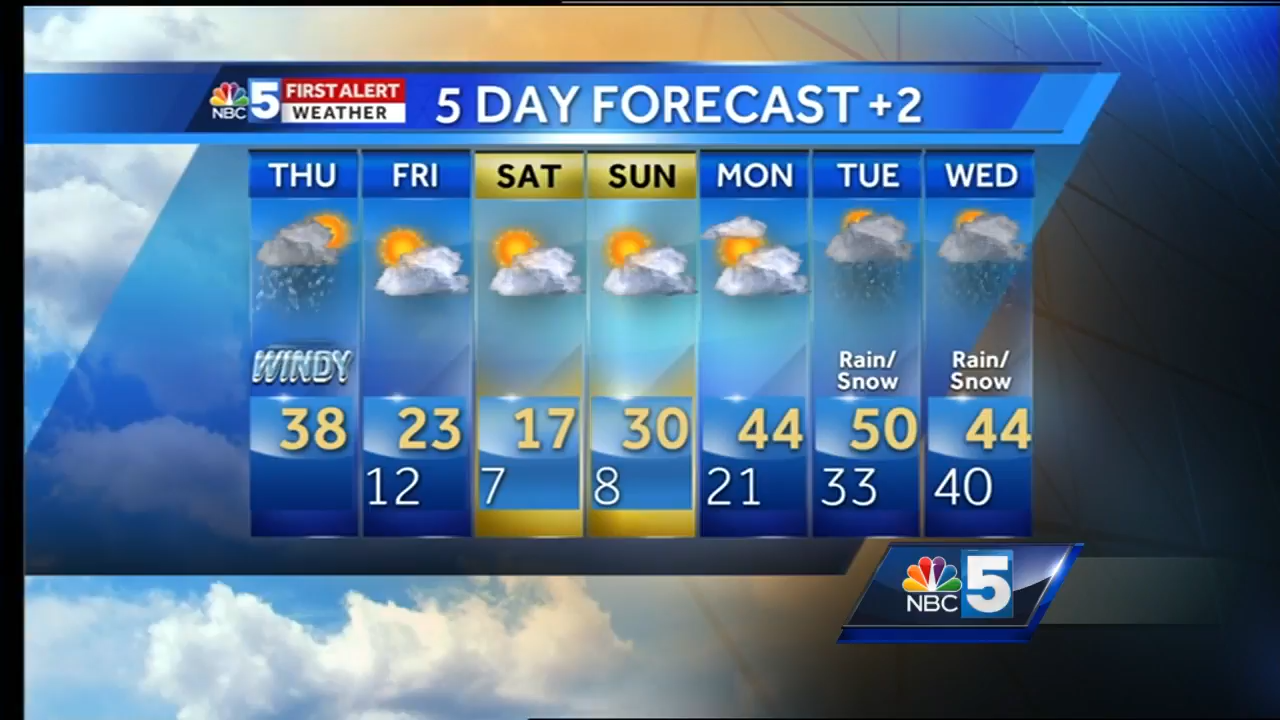 NBC 5 FIRST ALERT WEATHER
5 DAY FORECAST +2
THU FRI SAT SUN MON TUE WED
WINDY Rain/ Rain/
Snow Snow
38 23 17 30 44 50 44
12 7 8 21 33 40
NBC 5